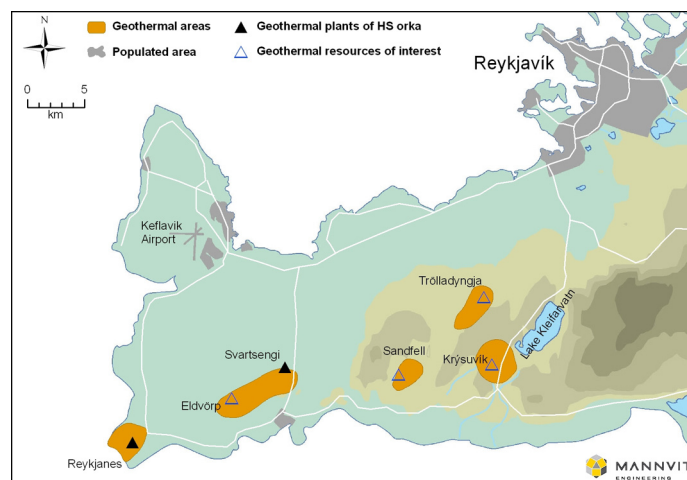 N
Geothermal areas
Geothermal plants of HS orka
Populated area
Geothermal resources of interest
0
5
km
Reykjavík
Keflavik
Airport
Trölladyngja
Lake Kleifarvatn
Svartsengi
Sandfell
Krýsuvík
Eldvörp
Reykjanes
MANNVIT
ENGINEERING